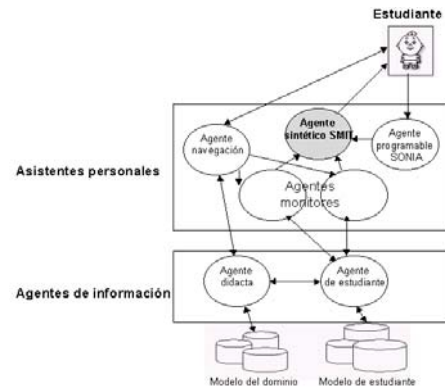 Estudiante
Agente
sintético SMIT
Agente
navegación
Agente
programable
SONIA
Asistentes personales
Agentes
monitores
Agente
didacta
Agente
de estudiante
Agentes de información
Modelo del dominio
Modelo de estudiante